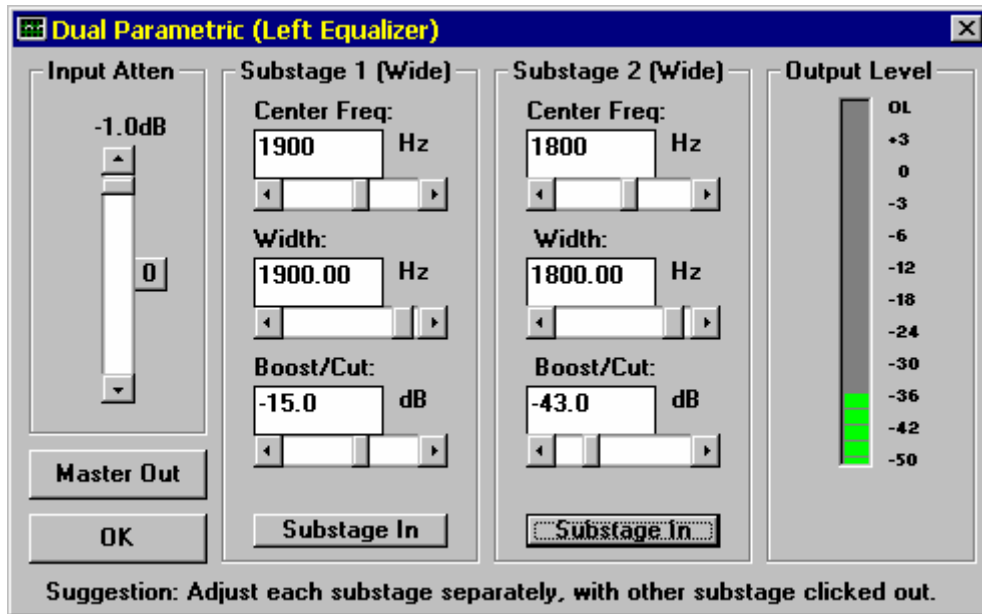 Dual Parametric (Left Equalizer)
Input Atten
-1.0dB
0
Master Out
OK
Substage 1 (Wide)
Center Freq:
1900 Hz
Width:
1900.00 Hz
Boost/Cut:
-15.0 dB
Substage In
Substage 2 (Wide)
Center Freq:
1800 Hz
Width:
1800.00 Hz
Boost/Cut:
-43.0 dB
Substage In
Output Level
OL
+3
0
-3
-6
-12
-18
-24
-30
-36
-42
-50
Suggestion: Adjust each substage separately, with other substage clicked out.